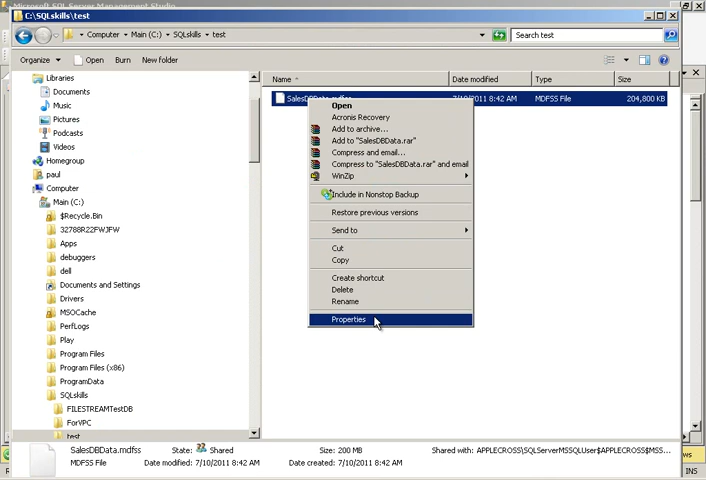 Microsoft SQL Server Management Studio
C:\SQLskills\test
Computer ▸ Main (C:) ▸ SQLskills ▸ test
Search test
Organize
Open
Burn
New folder
Name
Date modified
Type
Size
7/10/2011 8:42 AM
MDFSS File
204,800 KB
Libraries
Documents
Music
Pictures
Podcasts
Videos
Homegroup
paul
Computer
Main (C:)
$Recycle.Bin
32788R22FWJFW
Apps
debuggers
dell
Documents and Settings
Drivers
MSOCache
PerfLogs
Play
Program Files
Program Files (x86)
ProgramData
SQLskills
FILESTREAMTestDB
ForVPC
test
Open
Acronis Recovery
Add to archive...
Add to "SalesDBData.rar"
Compress and email...
Compress to "SalesDBData.rar" and email
WinZip
Include in Nonstop Backup
Restore previous versions
Send to
Cut
Copy
Create shortcut
Delete
Rename
Properties
SalesDBData.mdfss
State:
Shared
Size: 200 MB
Shared with: APPLECROSS\SQLServerMSSQLUser$APPLECROSS$MSS...
MDFSS File
Date modified: 7/10/2011 8:42 AM
Date created: 7/10/2011 8:42 AM
INS